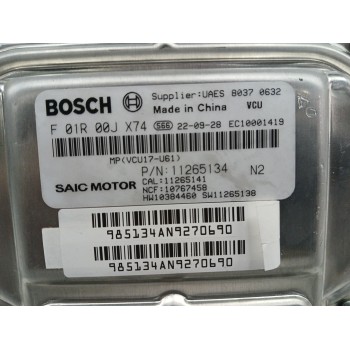 BOSCH Supplier:UAES 8037 0632
Made in China VCU
F 01R 00J X74 566 22-09-28 EC10001419
MP(VCU17-U61)
P/N:11265134 N2
SAIC MOTOR CAL:11265141
NCF:10767458
HW10384460 SW11265138
985134AN9270690
985134AN9270690